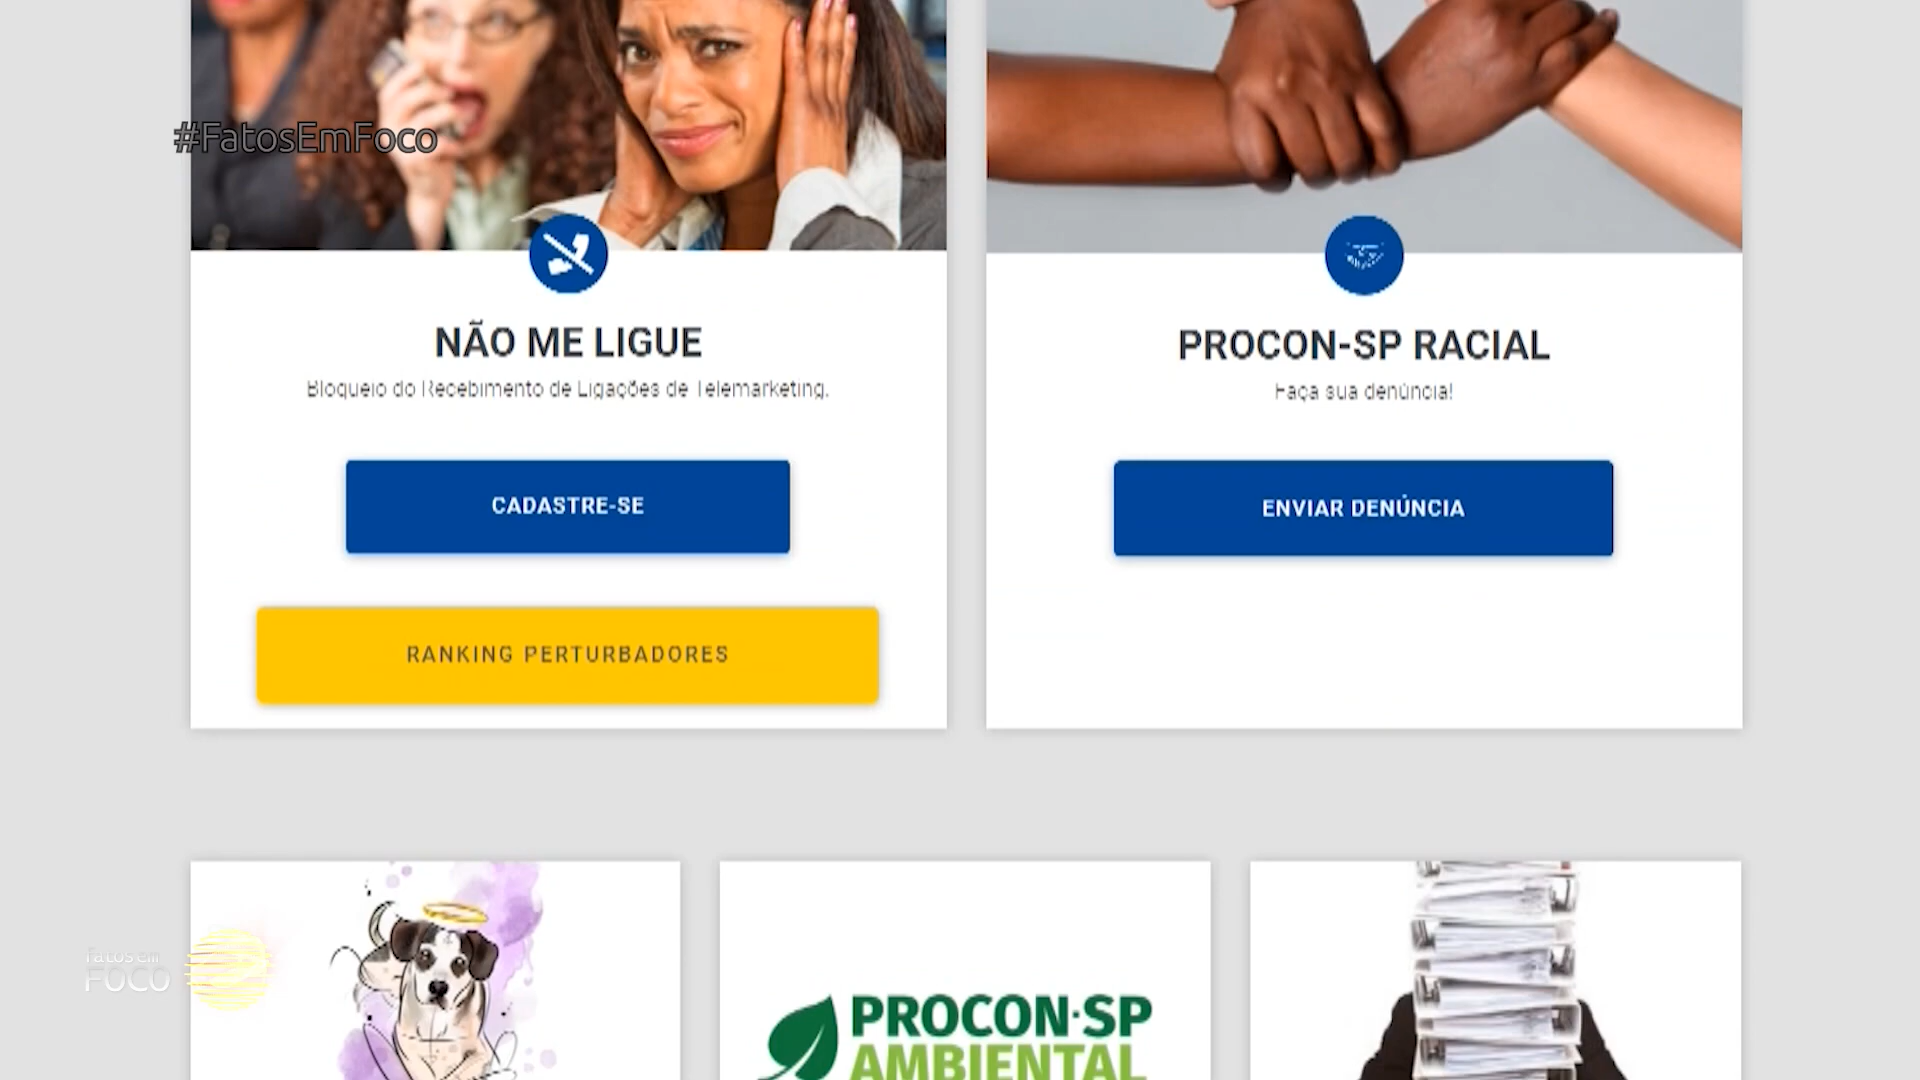 #FatosEmFoco
NÃO ME LIGUE
Bloqueio do Recebimento de Ligações de Telemarketing.
CADASTRE-SE
RANKING PERTURBADORES
PROCON-SP RACIAL
Faça sua denúncia!
ENVIAR DENÚNCIA
fatos em
FOCO
PROCON·SP
AMBIENTAL